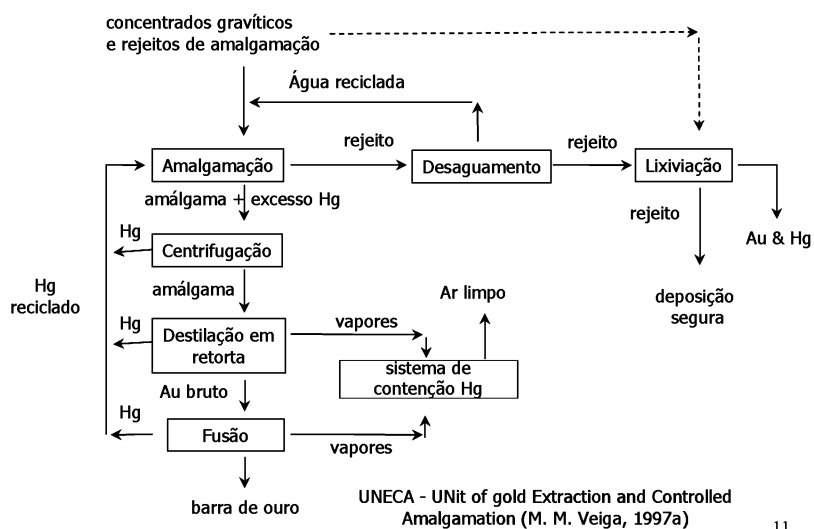 concentrados gravíticos
e rejeitos de amalgamação
Água reciclada
rejeito
rejeito
Amalgamação
Desaguamento
Lixiviação
amálgama + excesso Hg
rejeito
Au & Hg
Hg
Centrifugação
Hg
reciclado
amálgama
Ar limpo
deposição
segura
Hg
Destilação em
retorta
vapores
sistema de
contenção Hg
Au bruto
Hg
Fusão
vapores
barra de ouro
UNECA - UNit of gold Extraction and Controlled
Amalgamation (M. M. Veiga, 1997a)
11